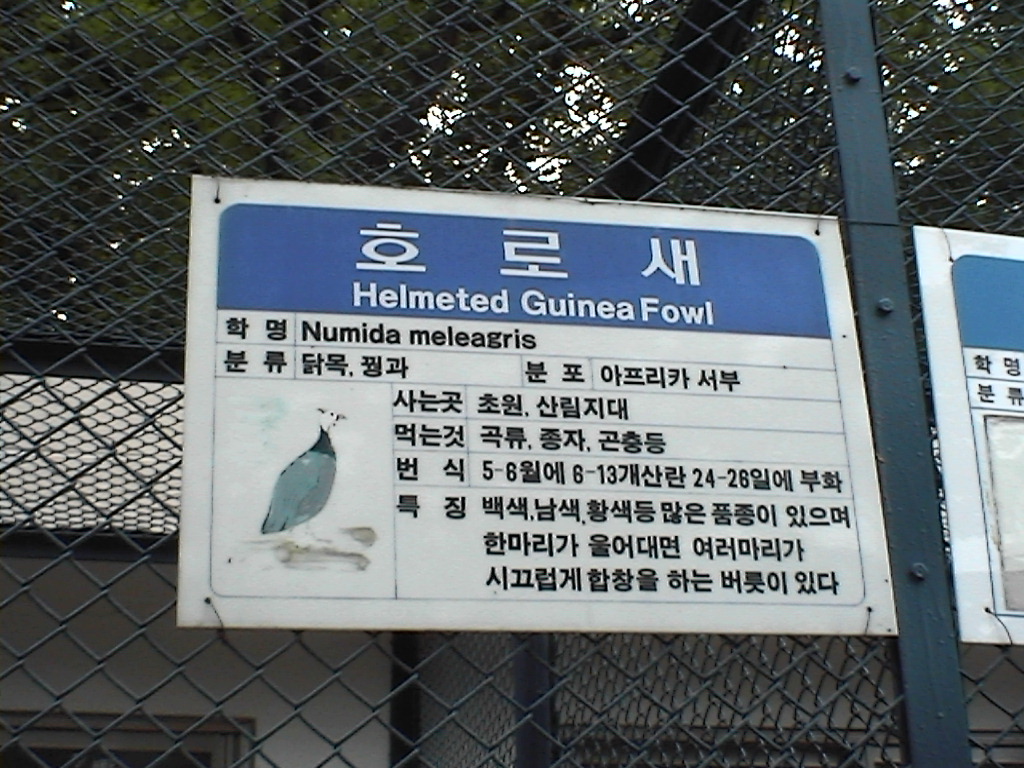 호로새
Helmeted Guinea Fowl
학명 Numida meleagris
분류 닭목, 꿩과 분포 아프리카 서부
사는곳 초원, 산림지대
먹는것 곡류, 종자, 곤충등
번식 5-6월에 6-13개산란 24-26일에 부화
특징 백색,남색,황색등 많은 품종이 있으며
한마리가 울어대면 여러마리가
시끄럽게 합창을 하는 버릇이 있다
학명
분류